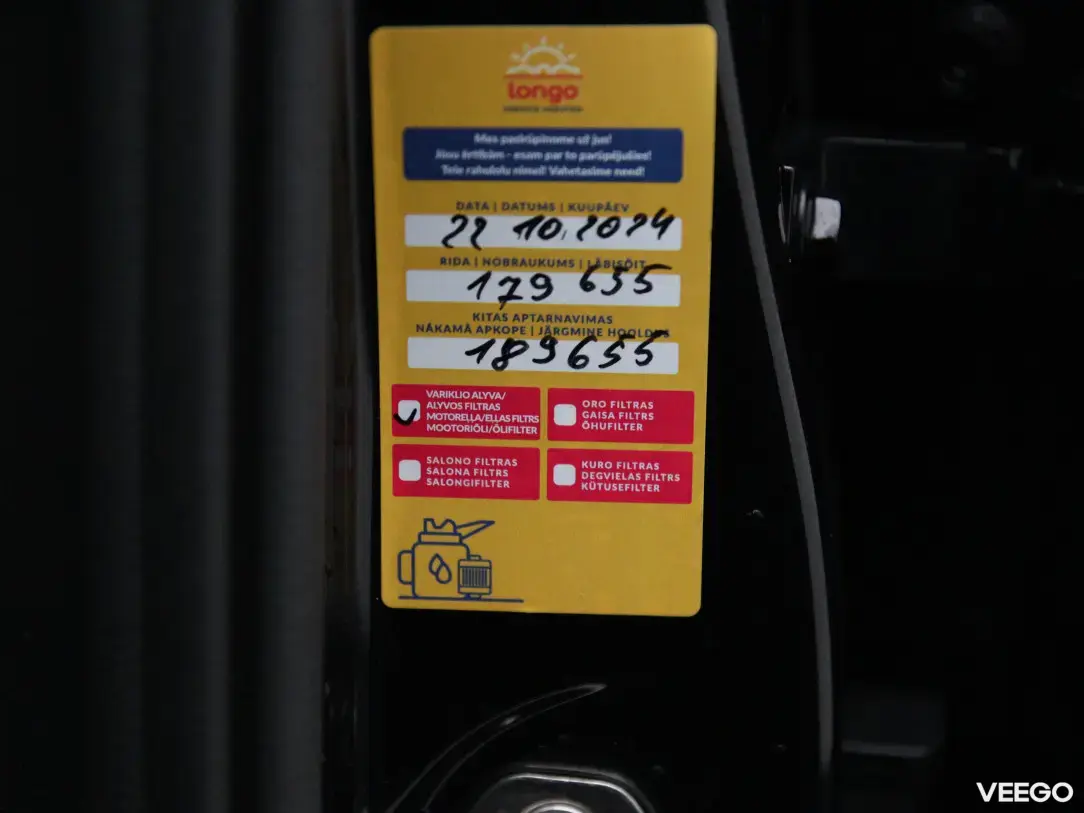 longo
Mes pasirūpinome už jus!
Jūsu ērtībām - esam par to parūpējušies!
Teie rahulolu nimel! Vahetasime need!
DATA | DATUMS | KUUPÄEV
22 10.2024
RIDA | NOBRAUKUMS | LÄBISÕIT
179 655
KITAS APTARNAVIMAS
NĀKAMĀ APKOPE | JÄRGMINE HOOLDUS
189655
VARIKLIO ALYVA/
ALYVOS FILTRAS
MOTOREĻĻA/EĻĻAS FILTRS
MOOTORIÕLI/ÕLIFILTER
ORO FILTRAS
GAISA FILTRS
ÕHUFILTER
SALONO FILTRAS
SALONA FILTRS
SALONGIFILTER
KURO FILTRAS
DEGVIELAS FILTRS
KÜTUSEFILTER
VEEGO